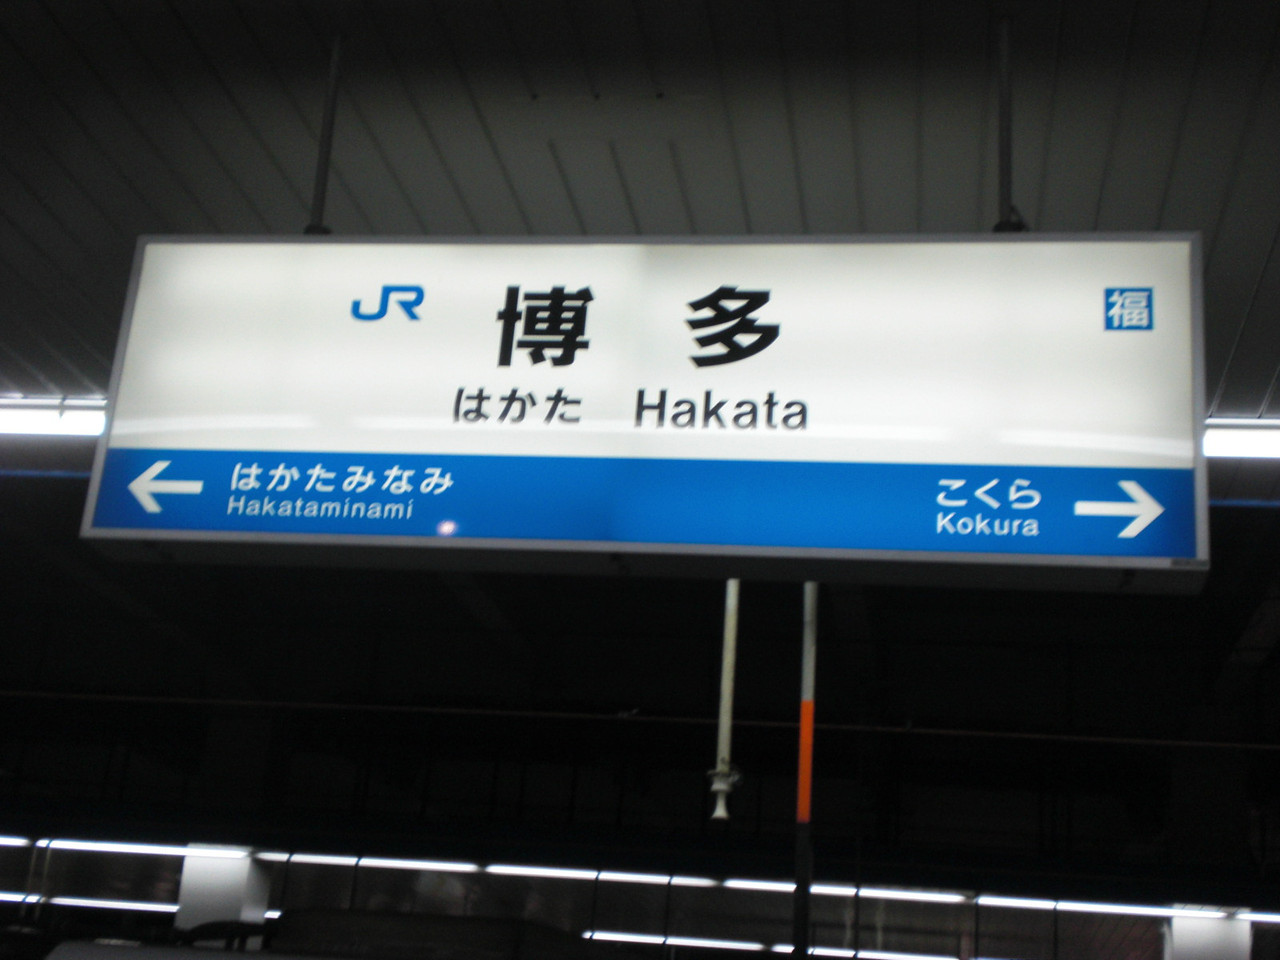 JR 博多 福
はかた Hakata
はかたみなみ こくら
Hakataminami Kokura